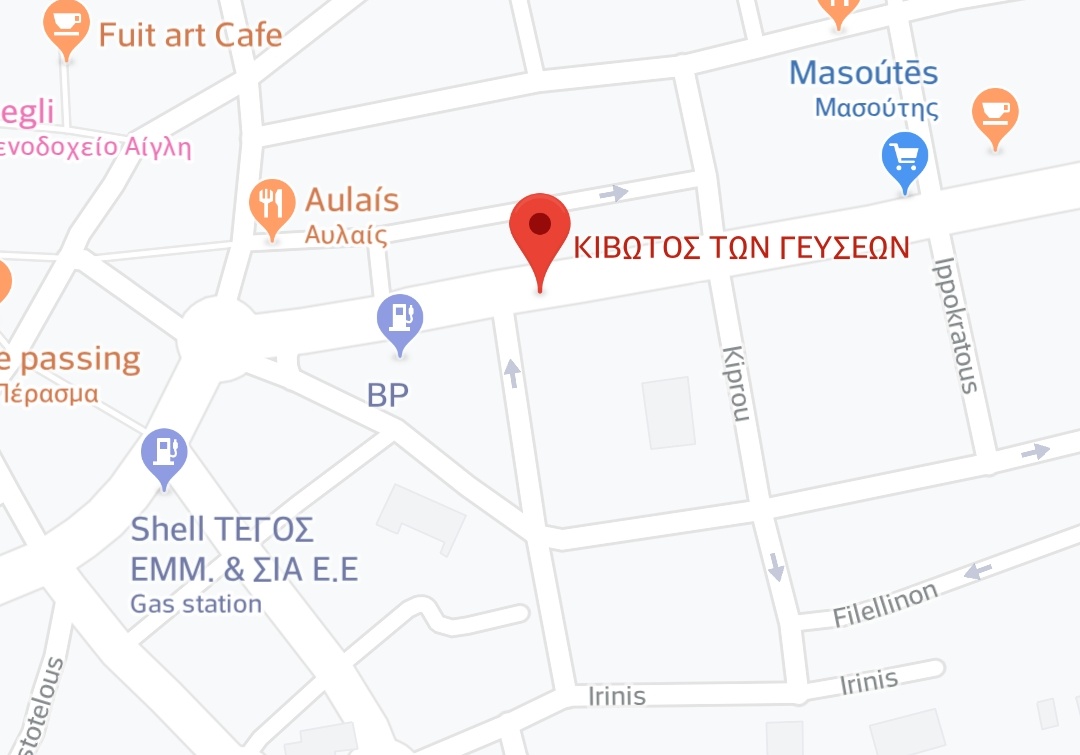 Fuit art Cafe
Masoútēs
Μασούτης
egli
ενοδοχείο Αίγλη
Aulaís
Αυλαίς
ΚΙΒΩΤΟΣ ΤΩΝ ΓΕΥΣΕΩΝ
Ippokratous
e passing
Πέρασμα
Kiprou
BP
Shell ΤΕΓΟΣ
ΕΜΜ. & ΣΙΑ Ε.Ε
Gas station
Filellinon
Irinis
Irinis
stotelous